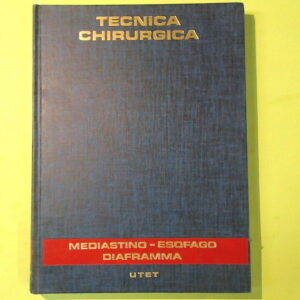 TECNICA
CHIRURGICA
MEDIASTINO - ESOFAGO
DIAFRAMMA
UTET